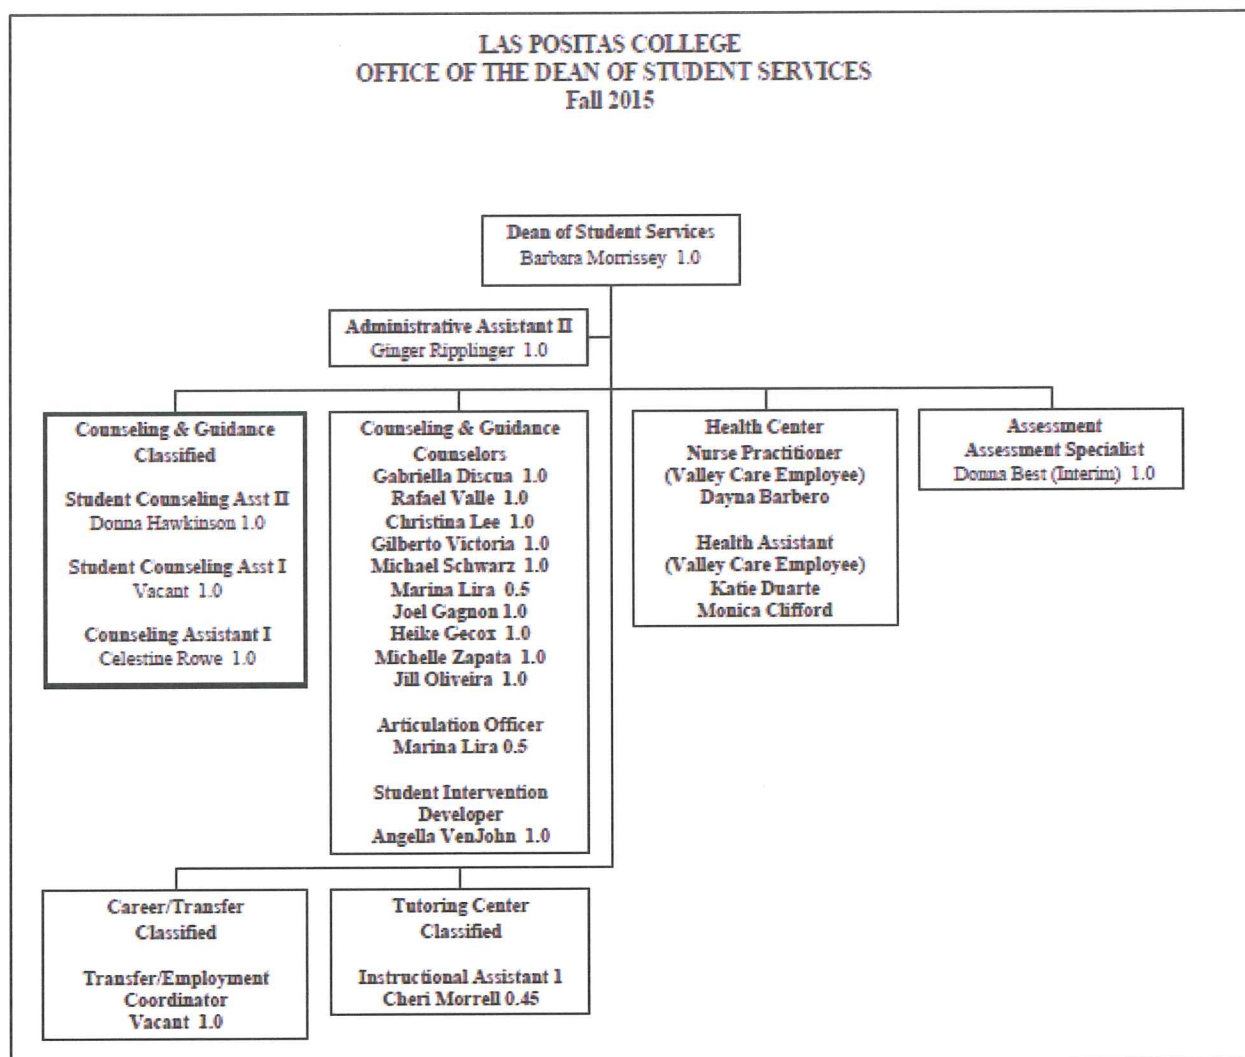 LAS POSITAS COLLEGE
OFFICE OF THE DEAN OF STUDENT SERVICES
Fall 2015
Dean of Student Services
Barbara Morrissey 1.0
Administrative Assistant II
Ginger Ripplinger 1.0
Counseling & Guidance
Classified
Student Counseling Asst II
Donna Hawkinson 1.0
Student Counseling Asst I
Vacant 1.0
Counseling Assistant I
Celestine Rowe 1.0
Counseling & Guidance
Counselors
Gabriella Discua 1.0
Rafael Valle 1.0
Christina Lee 1.0
Gilberto Victoria 1.0
Michael Schwarz 1.0
Marina Lira 0.5
Joel Gagnon 1.0
Heike Gecox 1.0
Michelle Zapata 1.0
Jill Oliveira 1.0
Articulation Officer
Marina Lira 0.5
Student Intervention
Developer
Angella VenJohn 1.0
Health Center
Nurse Practitioner
(Valley Care Employee)
Dayna Barbero
Health Assistant
(Valley Care Employee)
Katie Duarte
Monica Clifford
Assessment
Assessment Specialist
Donna Best (Interim) 1.0
Career/Transfer
Classified
Transfer/Employment
Coordinator
Vacant 1.0
Tutoring Center
Classified
Instructional Assistant 1
Cheri Morrell 0.45